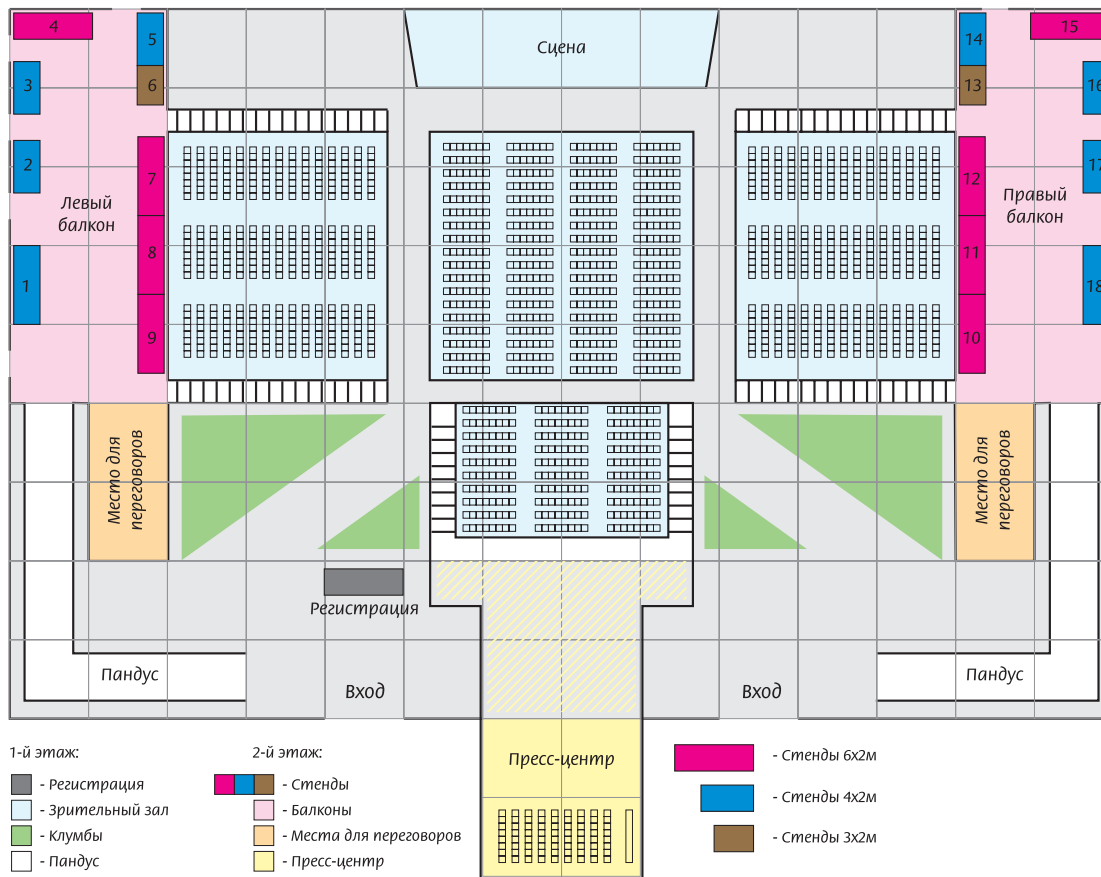 Сцена
4
5
14
15
3
6
13
16
2
7
12
17
Левый
балкон
Правый
балкон
8
11
1
18
9
10
Место для
переговоров
Место для
переговоров
Регистрация
Пандус
Вход
Вход
Пандус
Пресс-центр
1-й этаж:
- Регистрация
- Зрительный зал
- Клумбы
- Пандус
2-й этаж:
- Стенды
- Балконы
- Места для переговоров
- Пресс-центр
- Стенды 6х2м
- Стенды 4х2м
- Стенды 3х2м